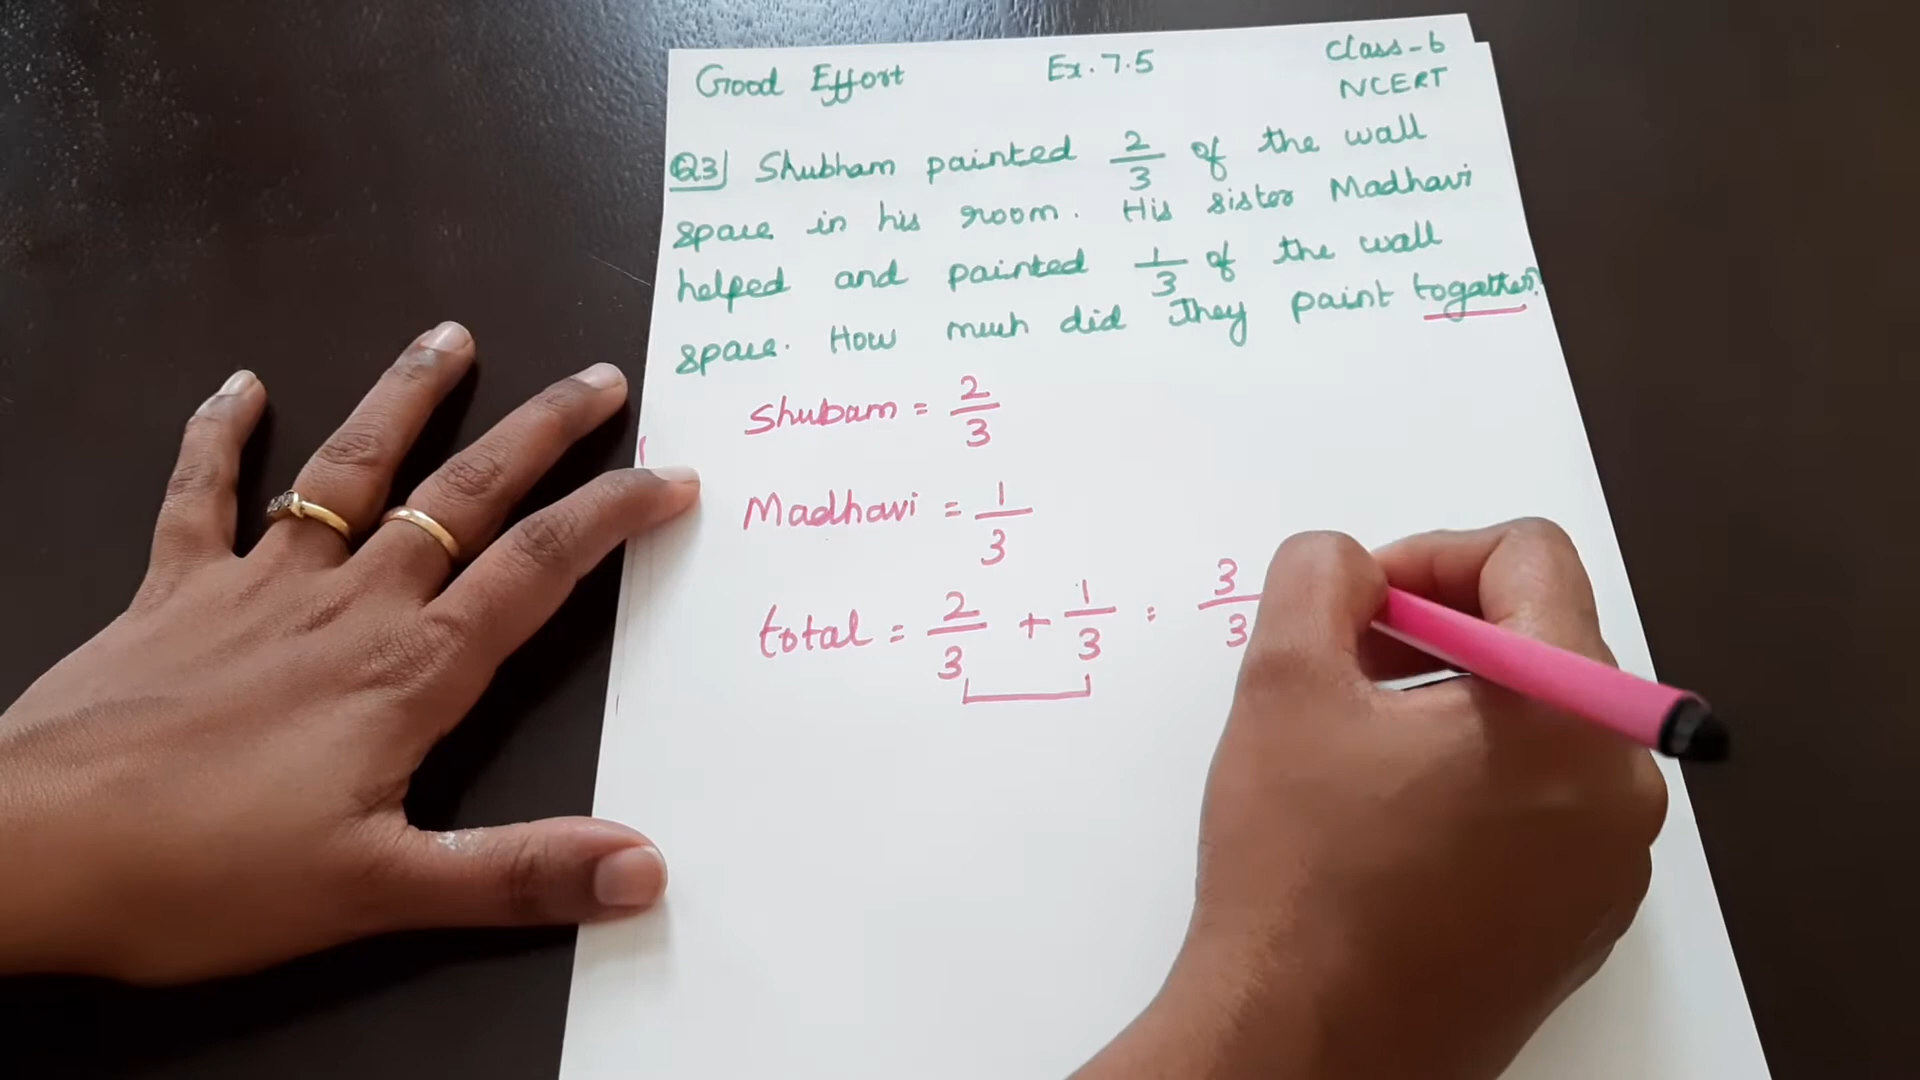 Good Effort Ex. 7.5 Class-6
NCERT
Q3) Shubham painted 2/3 of the wall
space in his room. His sister Madhavi
helped and painted 1/3 of the wall
space. How much did They paint togather?
Shubam = 2/3
Madhavi = 1/3
total = 2/3 + 1/3 = 3/3